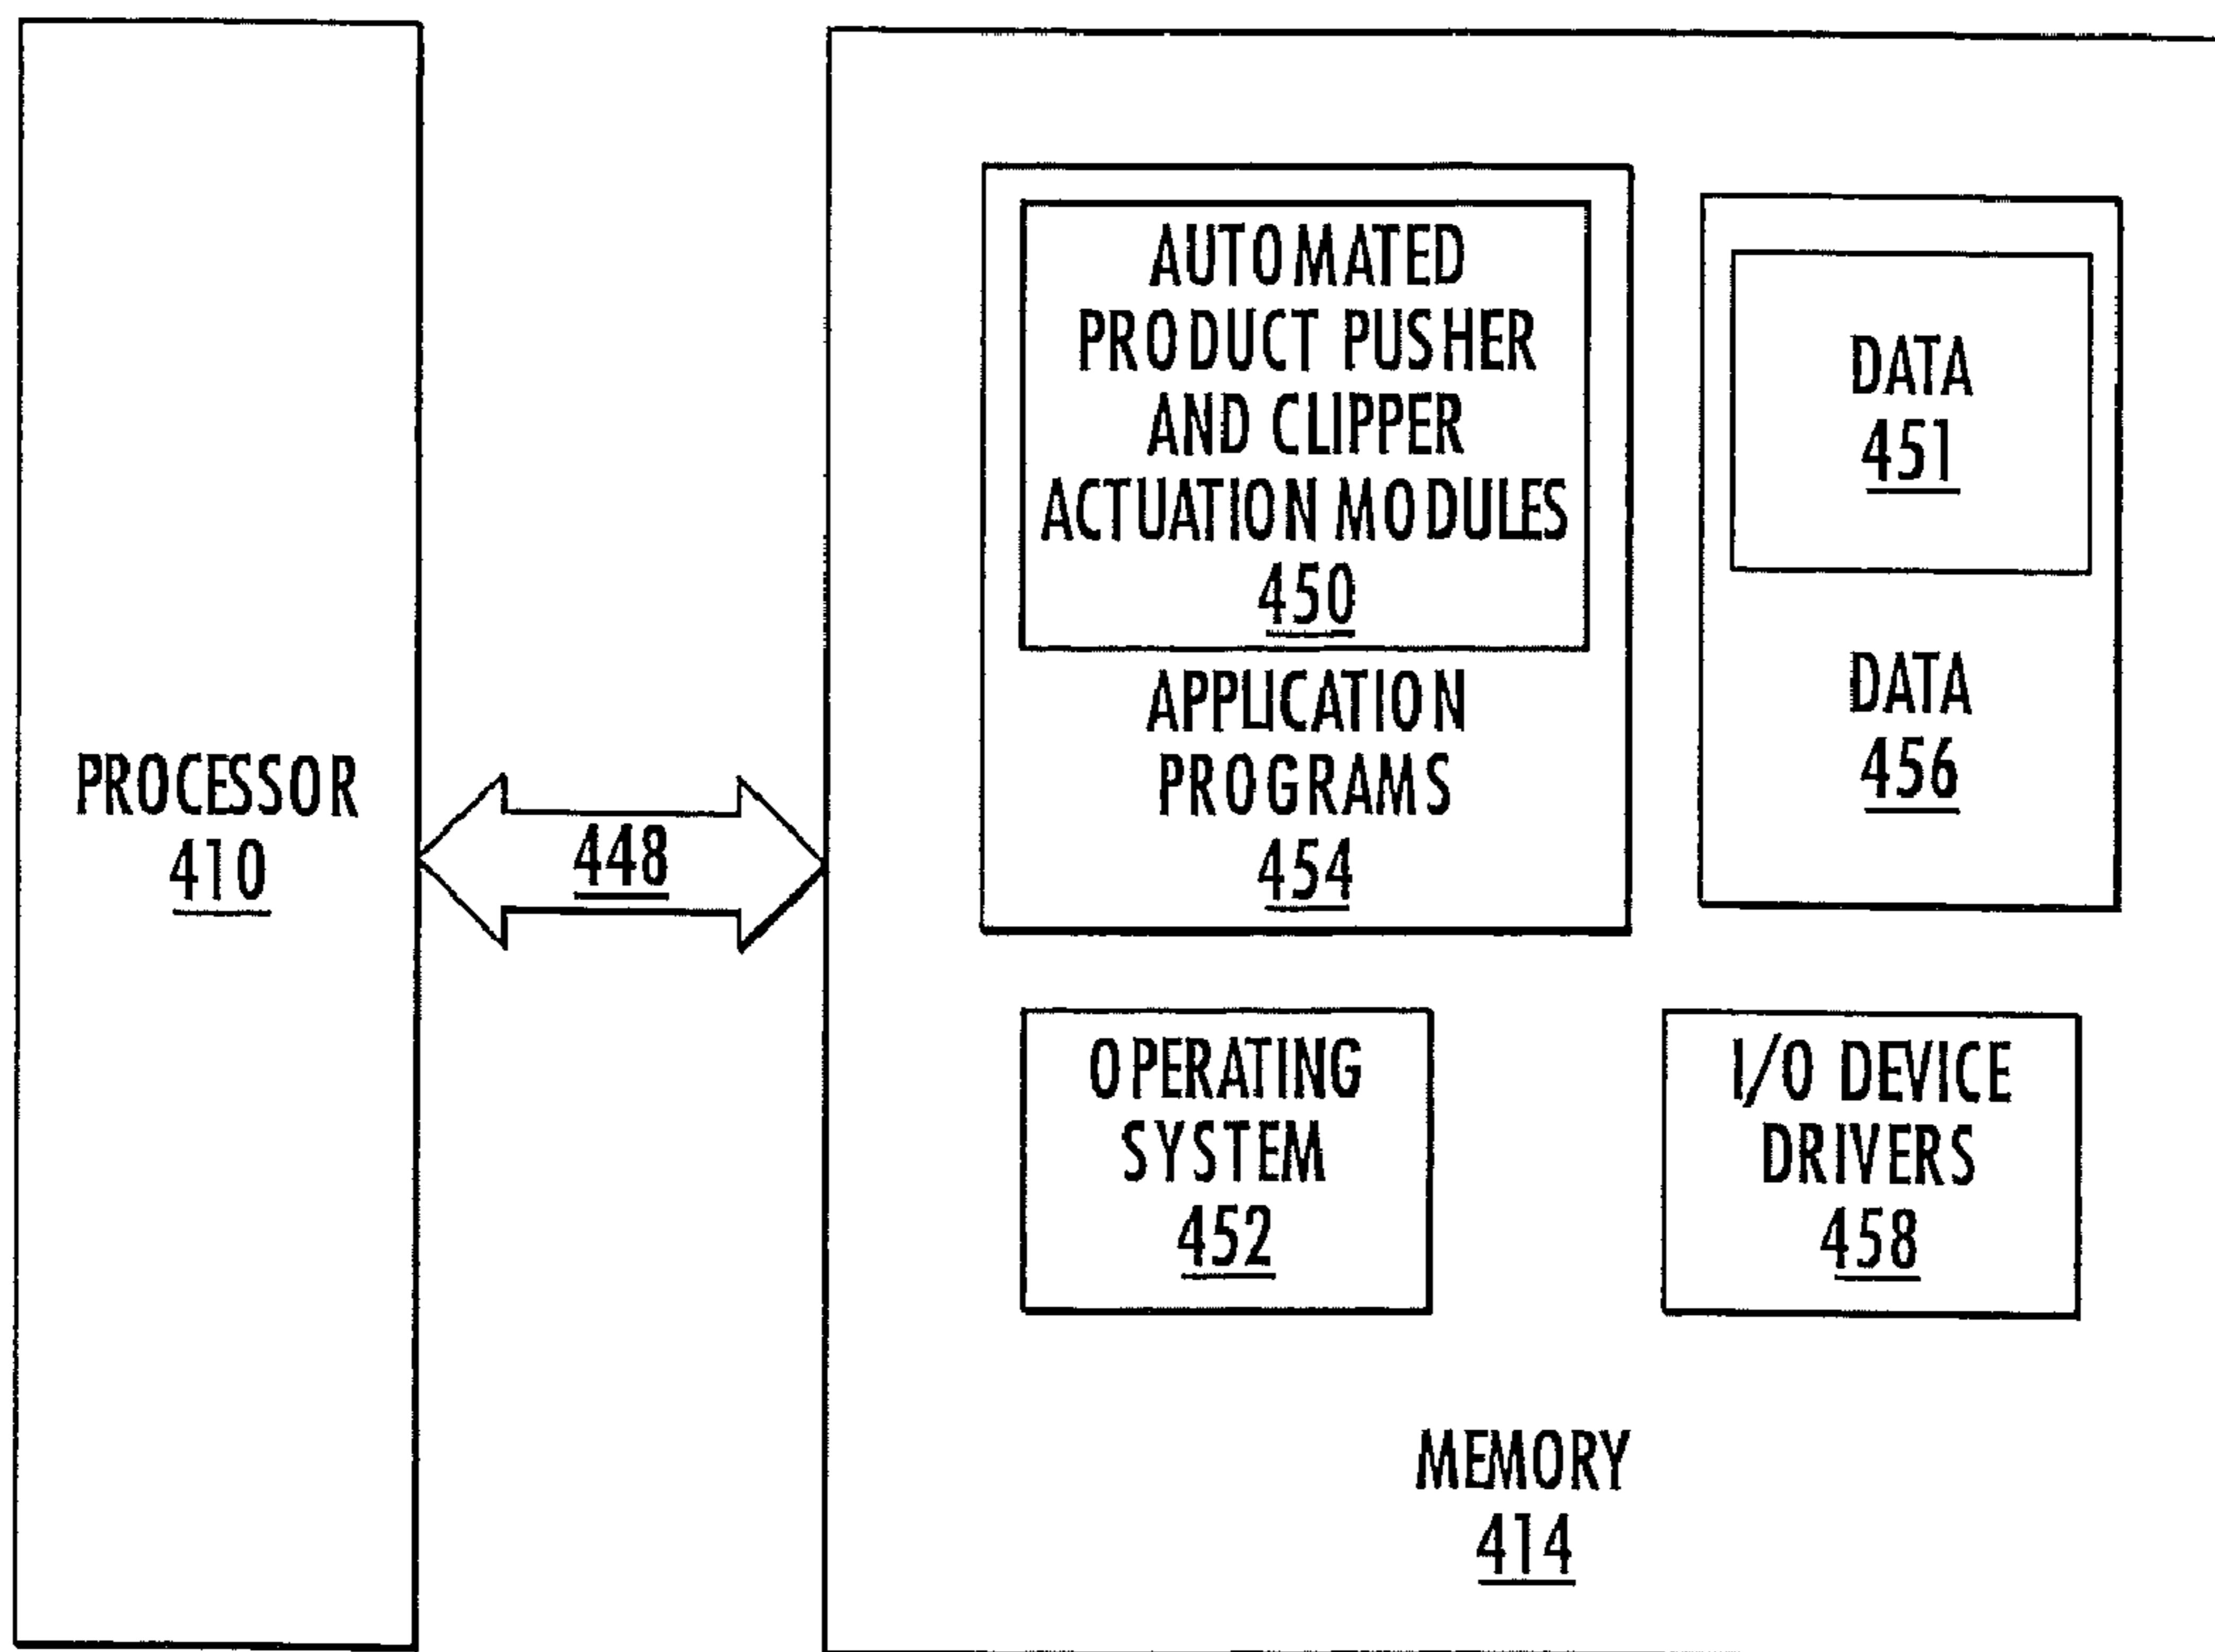 PROCESSOR
410
448
AUTOMATED
PRODUCT PUSHER
AND CLIPPER
ACTUATION MODULES
450
APPLICATION
PROGRAMS
454
DATA
451
DATA
456
OPERATING
SYSTEM
452
I/O DEVICE
DRIVERS
458
MEMORY
414